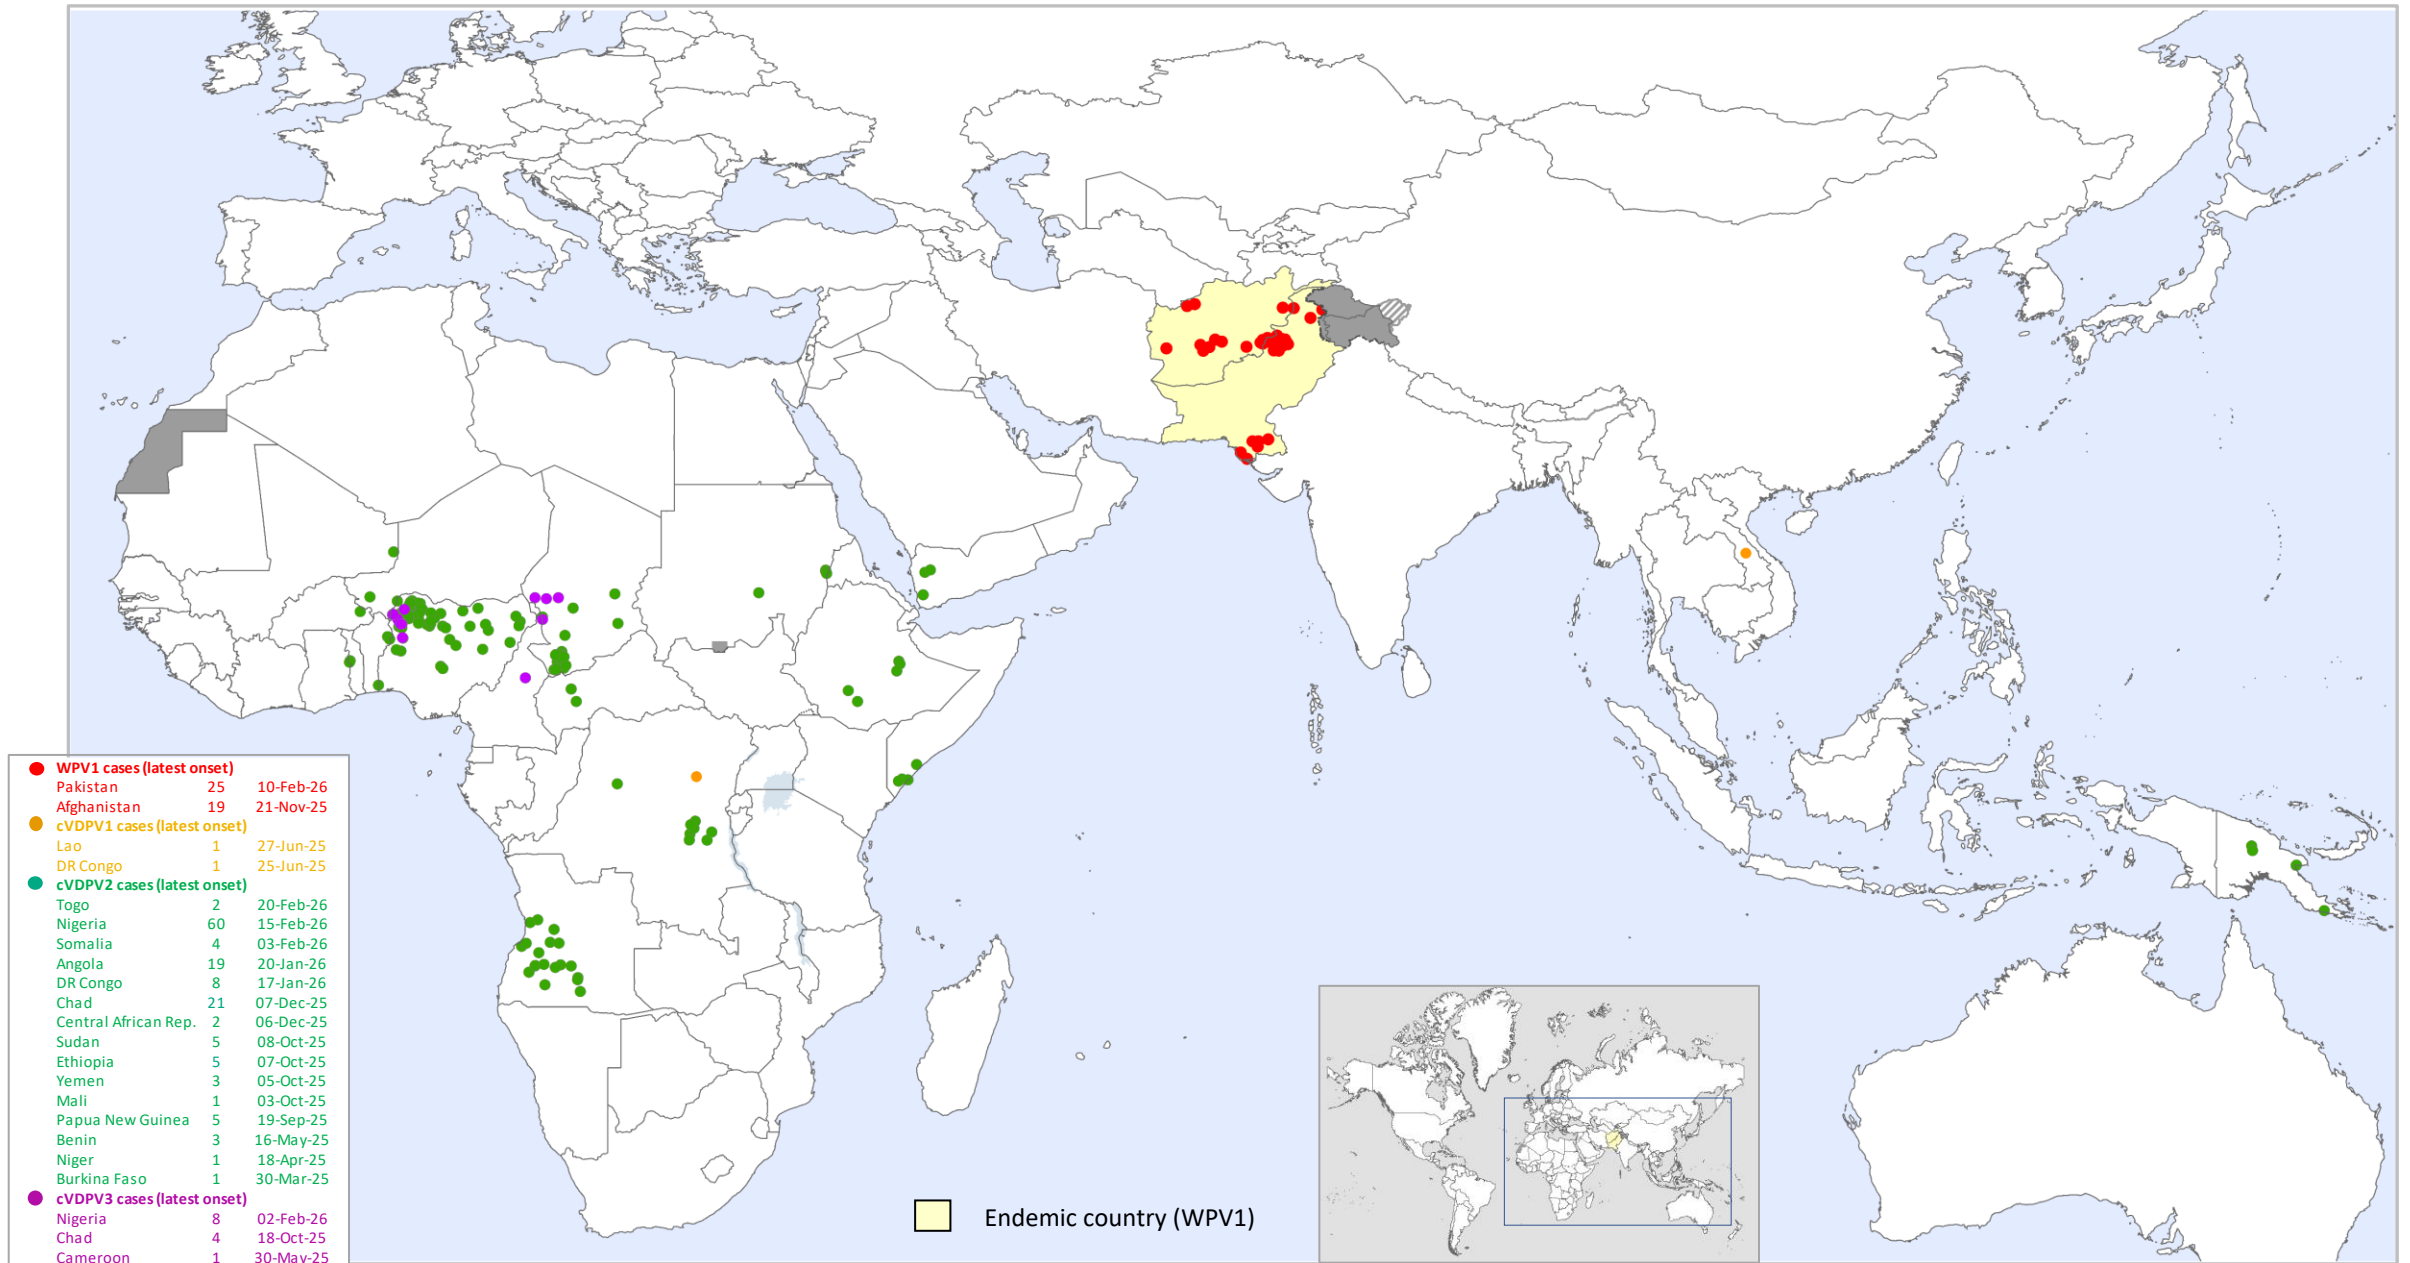 WPV1 cases (latest onset)
Pakistan 25 10-Feb-26
Afghanistan 19 21-Nov-25
cVDPV1 cases (latest onset)
Lao 1 27-Jun-25
DR Congo 1 25-Jun-25
cVDPV2 cases (latest onset)
Togo 2 20-Feb-26
Nigeria 60 15-Feb-26
Somalia 4 03-Feb-26
Angola 19 20-Jan-26
DR Congo 8 17-Jan-26
Chad 21 07-Dec-25
Central African Rep. 2 06-Dec-25
Sudan 5 08-Oct-25
Ethiopia 5 07-Oct-25
Yemen 3 05-Oct-25
Mali 1 03-Oct-25
Papua New Guinea 5 19-Sep-25
Benin 3 16-May-25
Niger 1 18-Apr-25
Burkina Faso 1 30-Mar-25
cVDPV3 cases (latest onset)
Nigeria 8 02-Feb-26
Chad 4 18-Oct-25
Cameroon 1 30-May-25
Endemic country (WPV1)